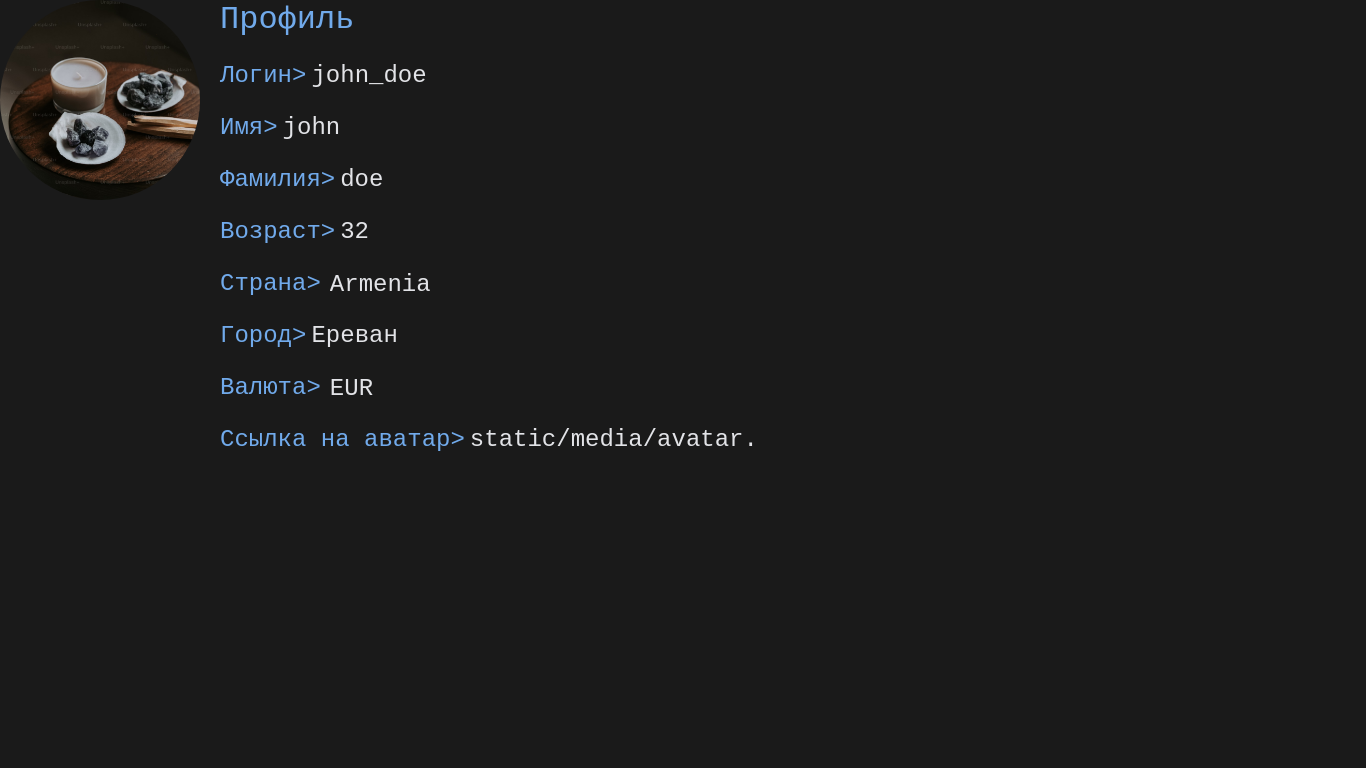 Профиль
Логин> john_doe
Имя> john
Фамилия> doe
Возраст> 32
Страна> Armenia
Город> Ереван
Валюта> EUR
Ссылка на аватар> static/media/avatar.